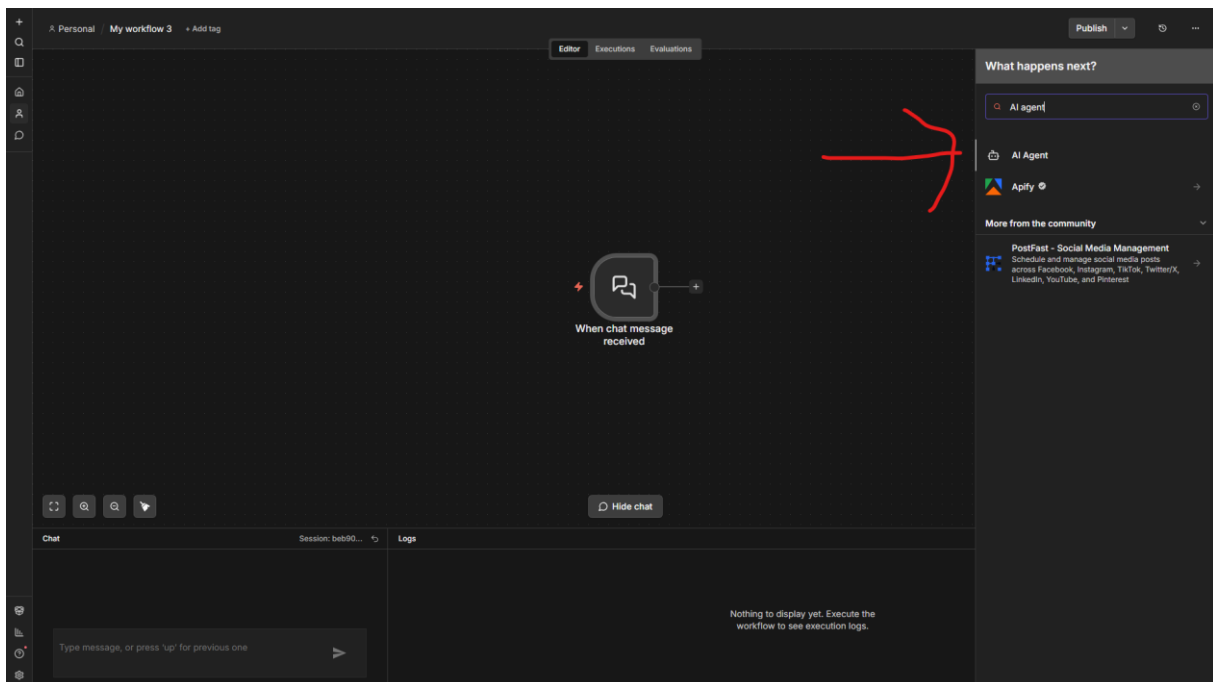 Personal / My workflow 3 + Add tag
Publish
Editor Executions Evaluations
What happens next?
AI agent
AI Agent
Apify
More from the community
PostFast - Social Media Management
Schedule and manage social media posts
across Facebook, Instagram, TikTok, Twitter/X,
LinkedIn, YouTube, and Pinterest
When chat message
received
Hide chat
Chat
Session: beb90...
Logs
Nothing to display yet. Execute the
workflow to see execution logs.
Type message, or press 'up' for previous one